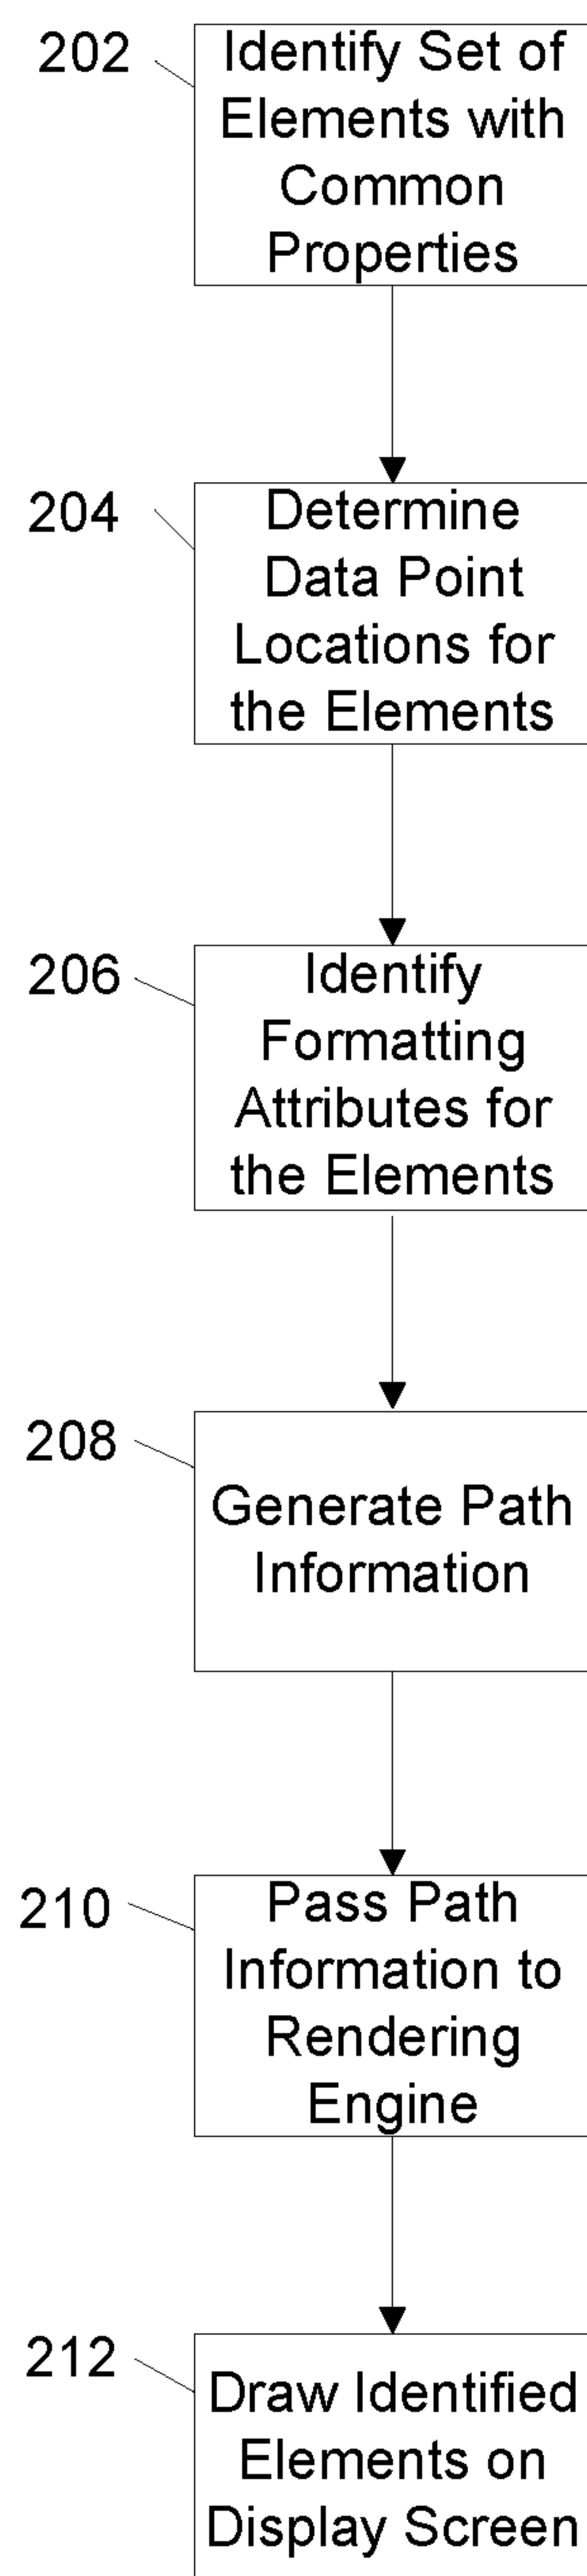 202
Identify Set of
Elements with
Common
Properties
204
Determine
Data Point
Locations for
the Elements
206
Identify
Formatting
Attributes for
the Elements
208
Generate Path
Information
210
Pass Path
Information to
Rendering
Engine
212
Draw Identified
Elements on
Display Screen